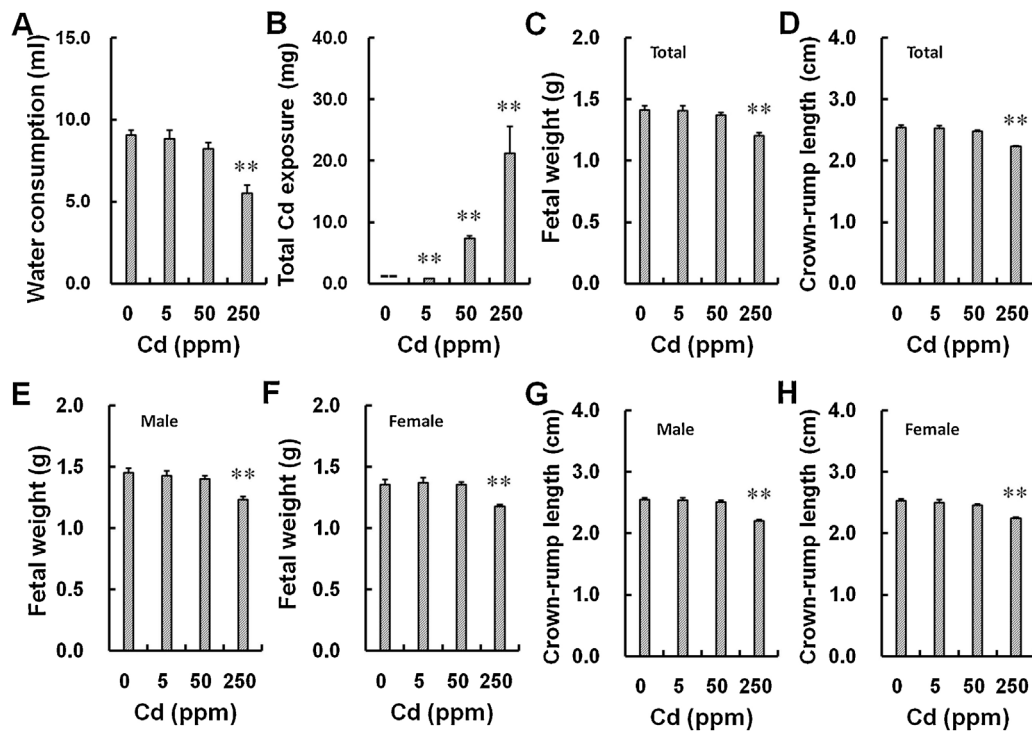 A
Water consumption (ml)
15.0
10.0
5.0
0.0
**
0 5 50 250
Cd (ppm)
B
Total Cd exposure (mg)
40.0
30.0
20.0
10.0
0.0
--
**
**
**
0 5 50 250
Cd (ppm)
C
Fetal weight (g)
2.0
1.5
1.0
0.5
0.0
Total
**
0 5 50 250
Cd (ppm)
D
Crown-rump length (cm)
4.0
3.0
2.0
1.0
0.0
Total
**
0 5 50 250
Cd (ppm)
E
Fetal weight (g)
2.0
1.5
1.0
0.5
0.0
Male
**
0 5 50 250
Cd (ppm)
F
Fetal weight (g)
2.0
1.5
1.0
0.5
0.0
Female
**
0 5 50 250
Cd (ppm)
G
Crown-rump length (cm)
4.0
3.0
2.0
1.0
0.0
Male
**
0 5 50 250
Cd (ppm)
H
Crown-rump length (cm)
4.0
3.0
2.0
1.0
0.0
Female
**
0 5 50 250
Cd (ppm)